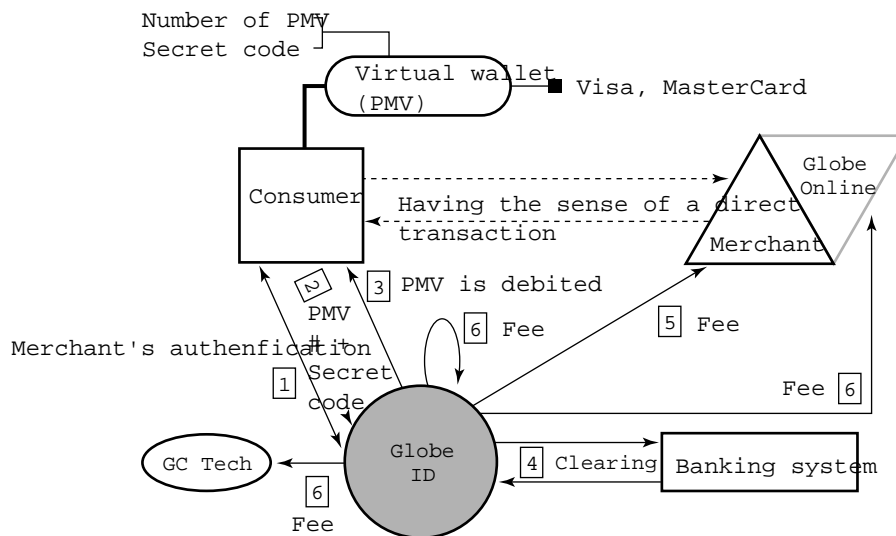 Number of PMV
Secret code
Virtual wallet
(PMV)
Visa, MasterCard
Globe
Online
Consumer
Having the sense of a direct
transaction
Merchant
2
3 PMV is debited
PMV
# +
Secret
code
6 Fee
5 Fee
Merchant's authenfication
1
Fee 6
GC Tech
Globe
ID
4 Clearing
Banking system
6
Fee